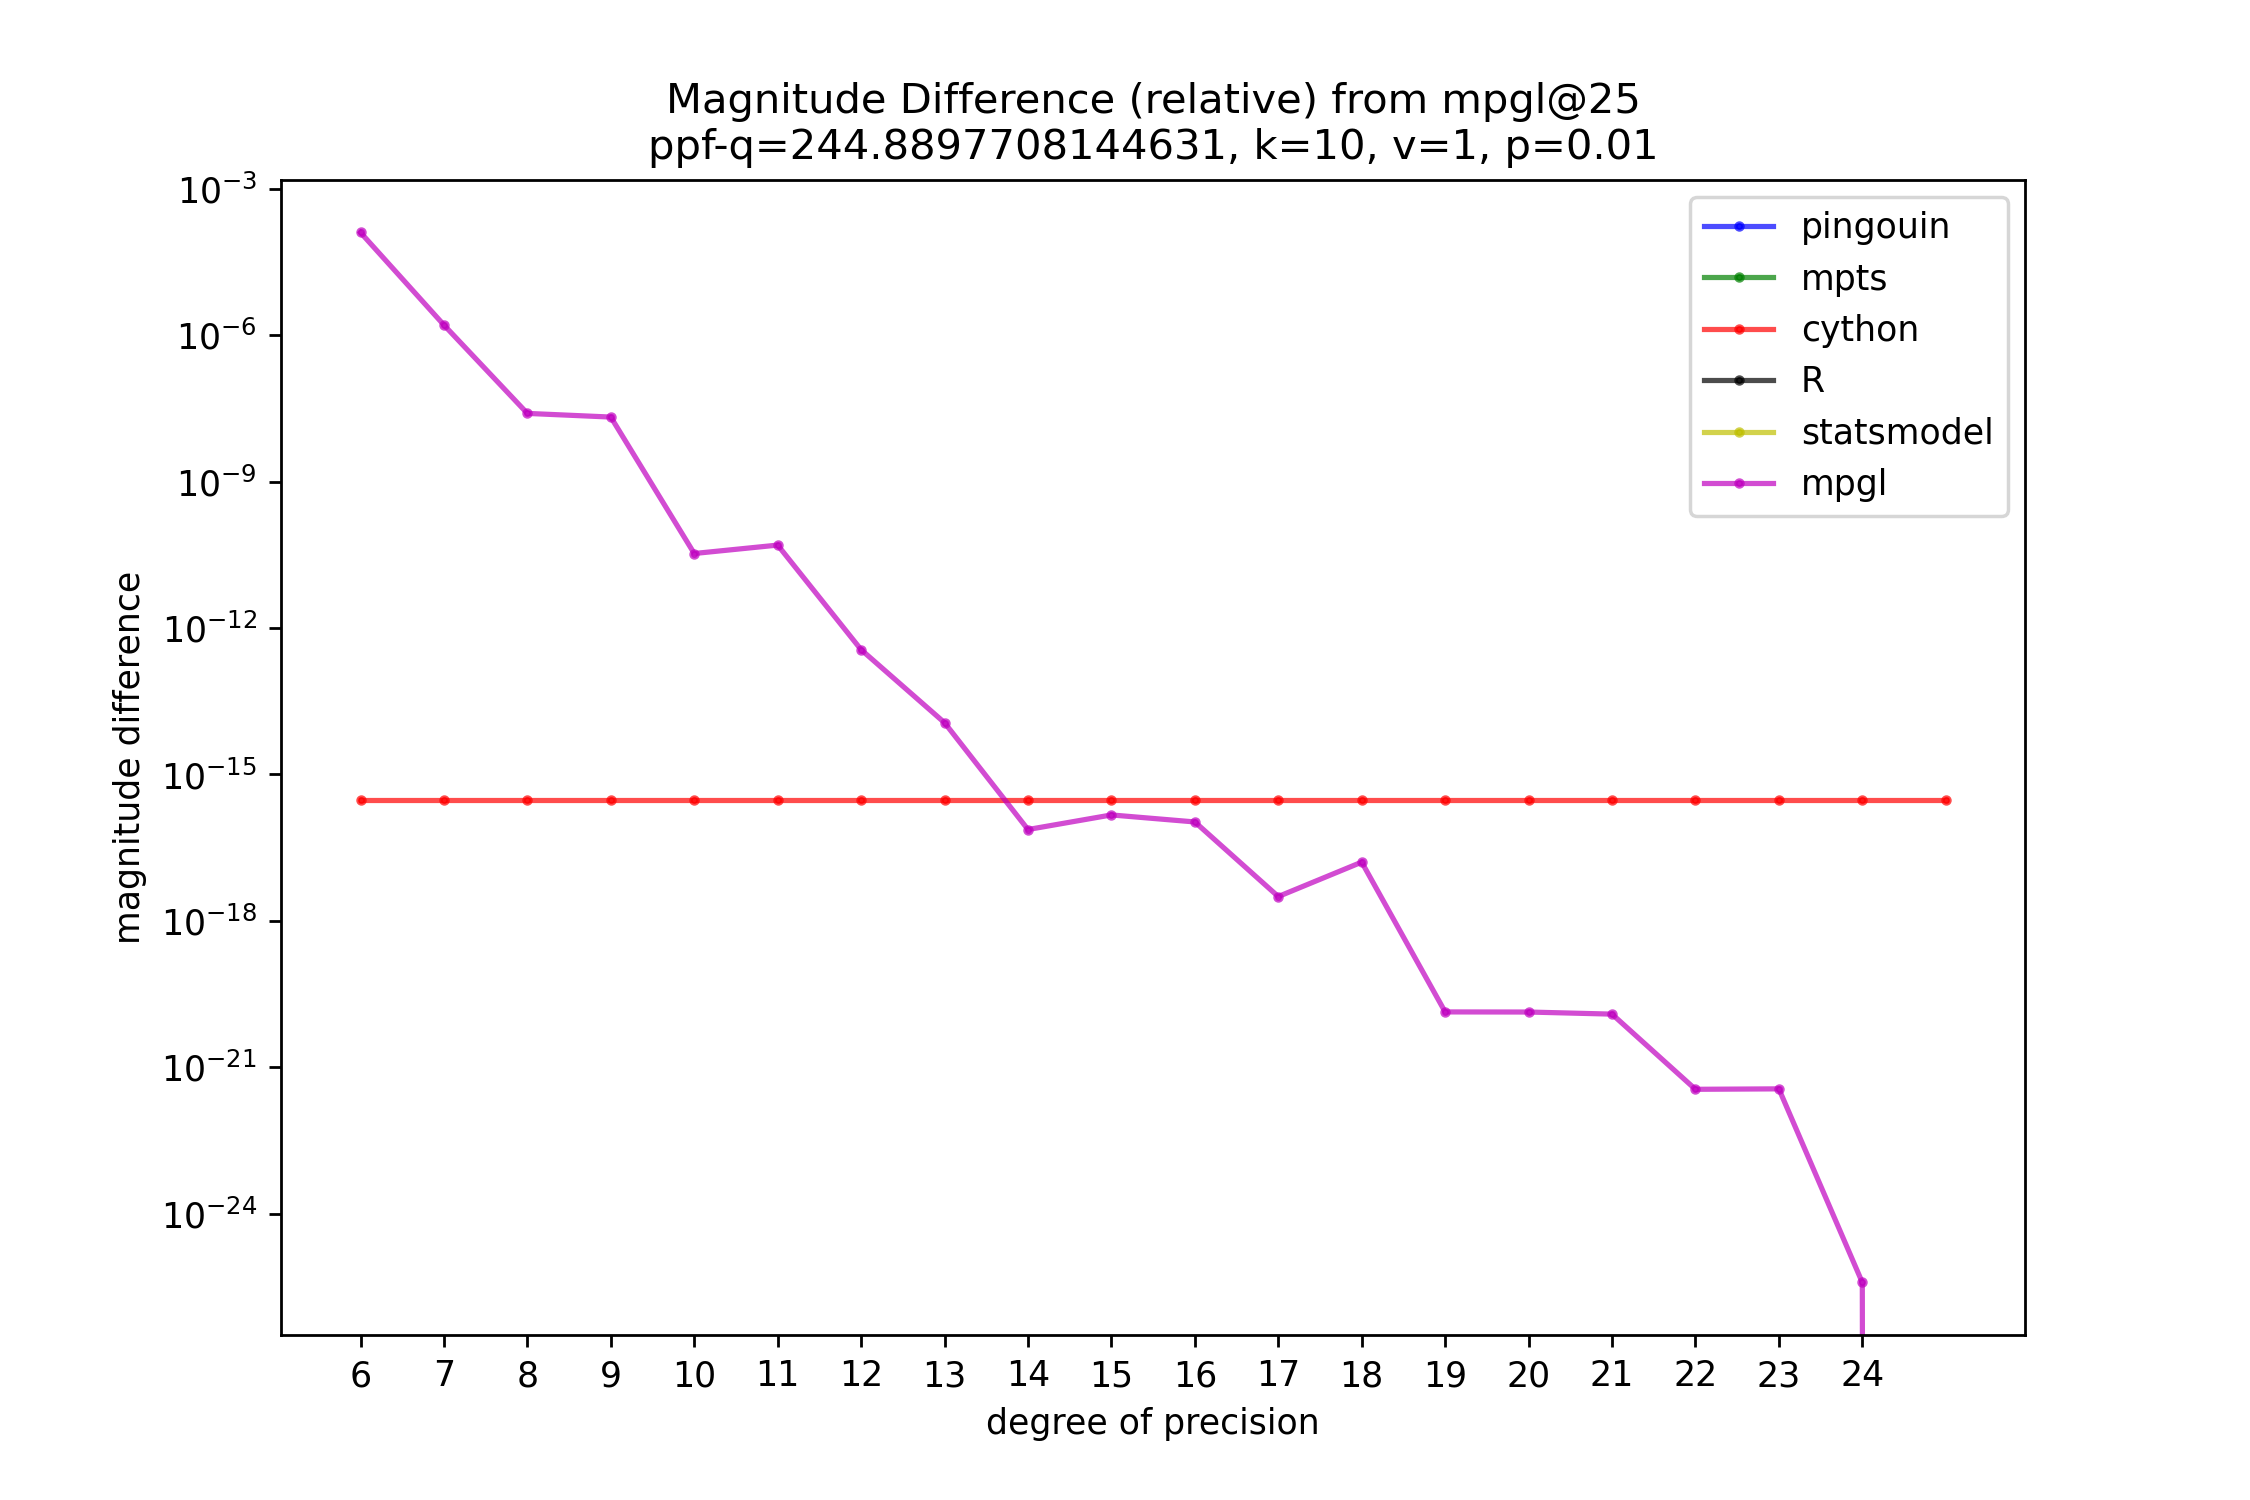 Magnitude Difference (relative) from mpgl@25
ppf-q=244.8897708144631, k=10, v=1, p=0.01
magnitude difference
10⁻³
10⁻⁶
10⁻⁹
10⁻¹²
10⁻¹⁵
10⁻¹⁸
10⁻²¹
10⁻²⁴
pingouin
mpts
cython
R
statsmodel
mpgl
6 7 8 9 10 11 12 13 14 15 16 17 18 19 20 21 22 23 24
degree of precision